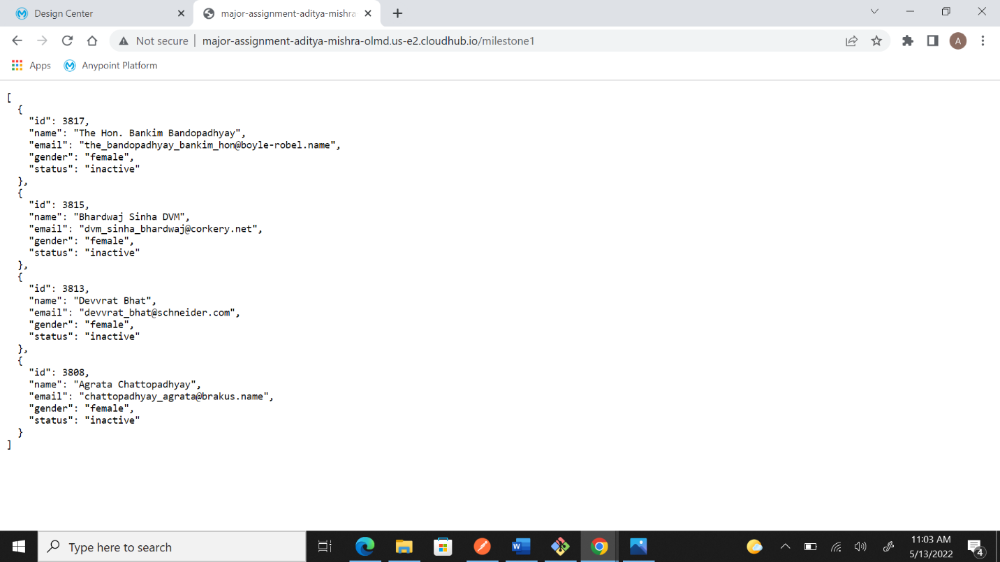 Design Center
major-assignment-aditya-mishra
Not secure | major-assignment-aditya-mishra-olmd.us-e2.cloudhub.io/milestone1
A
Apps Anypoint Platform
[
{
"id": 3817,
"name": "The Hon. Bankim Bandopadhyay",
"email": "the_bandopadhyay_bankim_hon@boyle-robel.name",
"gender": "female",
"status": "inactive"
},
{
"id": 3815,
"name": "Bhardwaj Sinha DVM",
"email": "dvm_sinha_bhardwaj@corkery.net",
"gender": "female",
"status": "inactive"
},
{
"id": 3813,
"name": "Devvrat Bhat",
"email": "devvrat_bhat@schneider.com",
"gender": "female",
"status": "inactive"
},
{
"id": 3808,
"name": "Agrata Chattopadhyay",
"email": "chattopadhyay_agrata@brakus.name",
"gender": "female",
"status": "inactive"
}
]
Type here to search
W
11:03 AM
5/13/2022
4